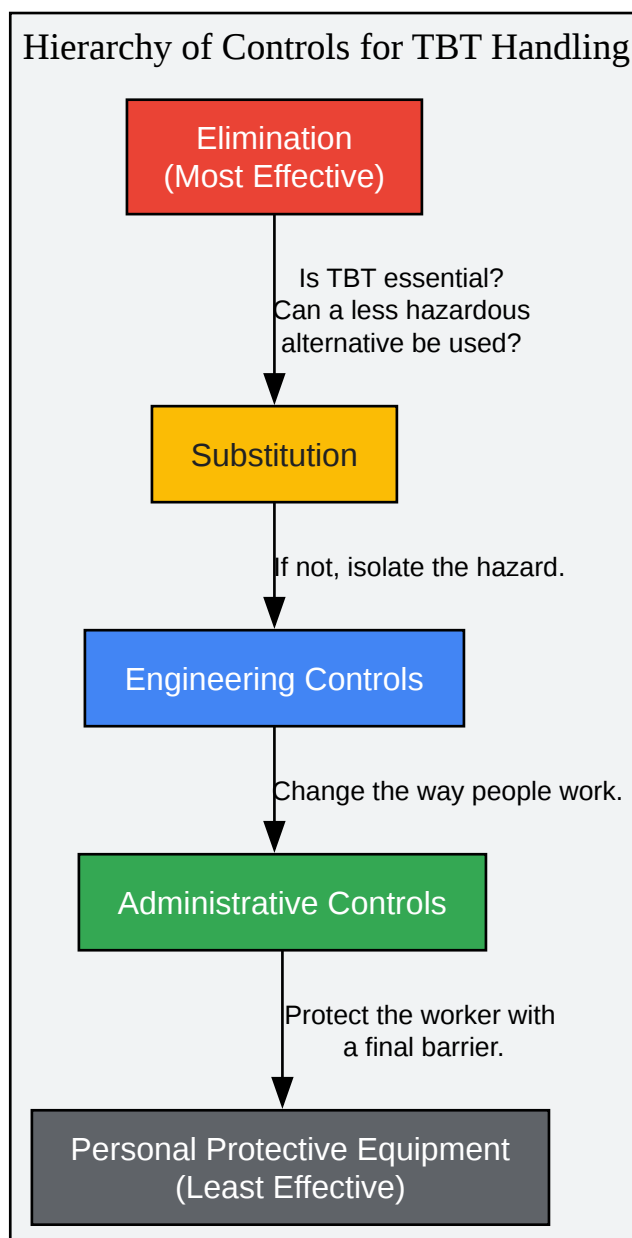 Hierarchy of Controls for TBT Handling
Elimination
(Most Effective)
Is TBT essential?
Can a less hazardous
alternative be used?
Substitution
If not, isolate the hazard.
Engineering Controls
Change the way people work.
Administrative Controls
Protect the worker with
a final barrier.
Personal Protective Equipment
(Least Effective)